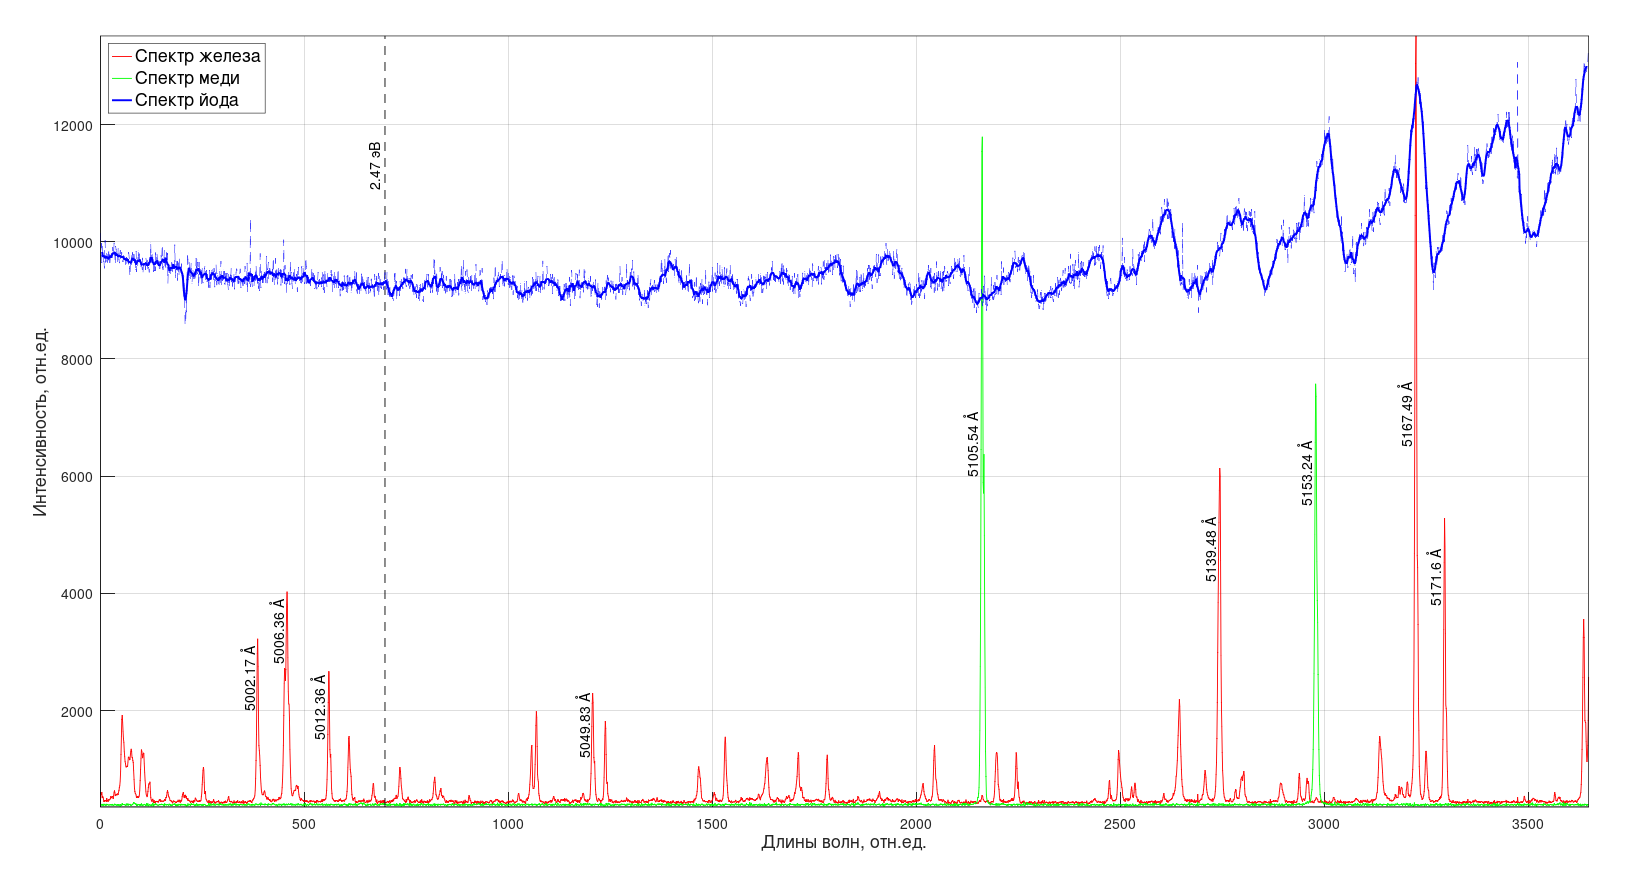 Спектр железа
Спектр меди
Спектр йода
12000
10000
8000
6000
4000
2000
Интенсивность, отн.ед.
2.47 эВ
5002.17 Å
5006.36 Å
5012.36 Å
5049.83 Å
5105.54 Å
5139.48 Å
5153.24 Å
5167.49 Å
5171.6 Å
0
500
1000
1500
2000
2500
3000
3500
Длины волн, отн.ед.